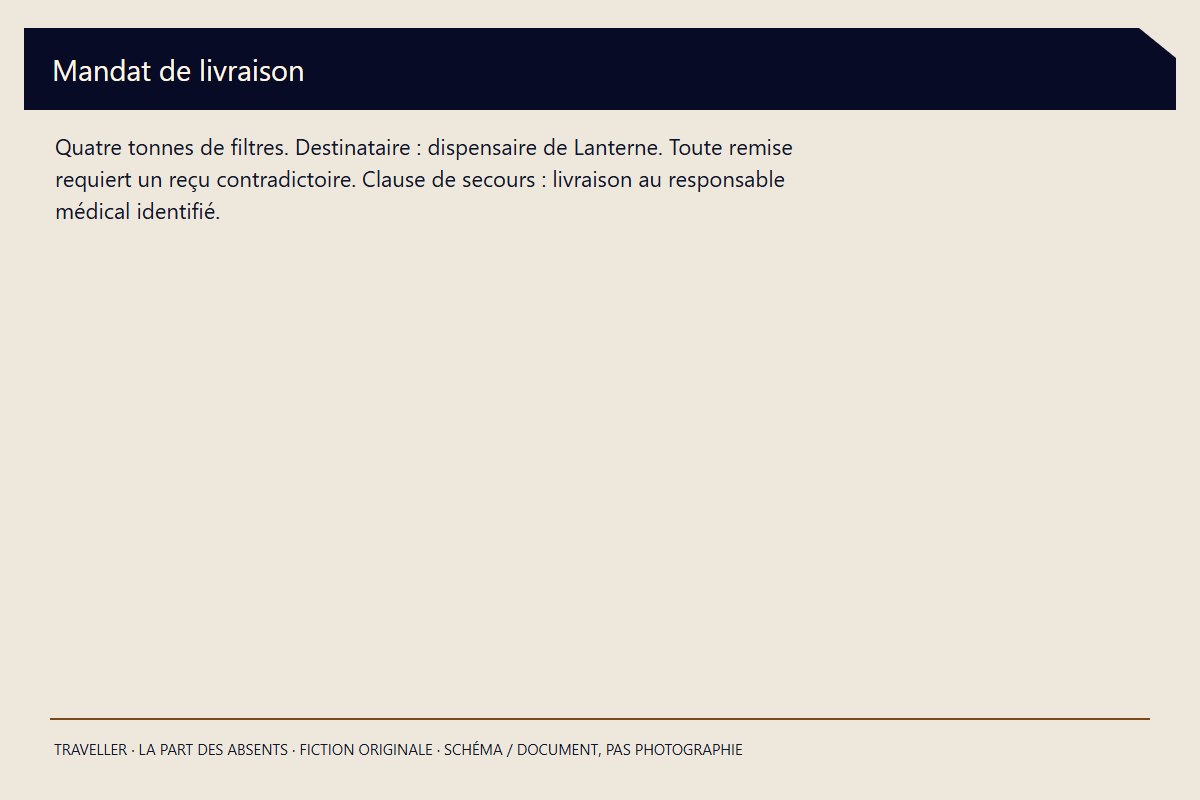 Mandat de livraison
Quatre tonnes de filtres. Destinataire : dispensaire de Lanterne. Toute remise
requiert un reçu contradictoire. Clause de secours : livraison au responsable
médical identifié.
TRAVELLER · LA PART DES ABSENTS · FICTION ORIGINALE · SCHÉMA / DOCUMENT, PAS PHOTOGRAPHIE